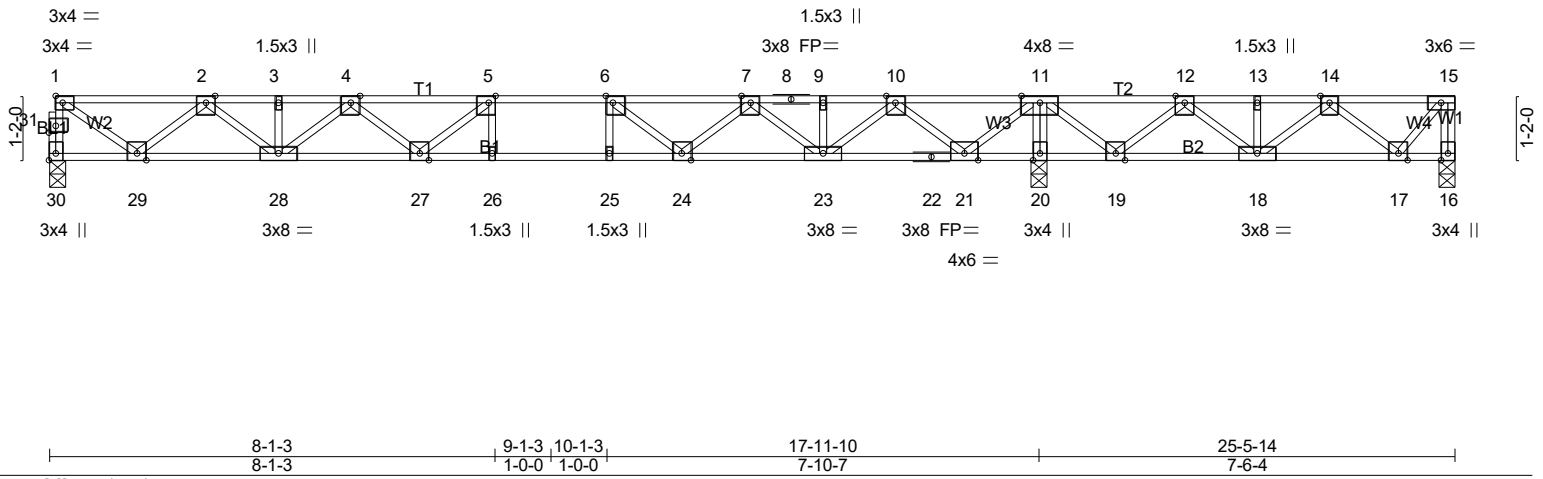 3x4 = 1.5x3 ||
3x4 = 1.5x3 || 3x8 FP= 4x8 = 1.5x3 || 3x6 =
1 2 3 4 5 6 7 8 9 10 11 12 13 14 15
T1 T2
31 W2 W3 W4 W1
1-2-0 1-2-0
B1 B2
30 29 28 27 26 25 24 23 22 21 20 19 18 17 16
3x4 || 3x8 = 1.5x3 || 1.5x3 || 3x8 = 3x8 FP= 3x4 || 3x8 = 3x4 ||
4x6 =
8-1-3 9-1-3 10-1-3 17-11-10 25-5-14
8-1-3 1-0-0 1-0-0 7-10-7 7-6-4